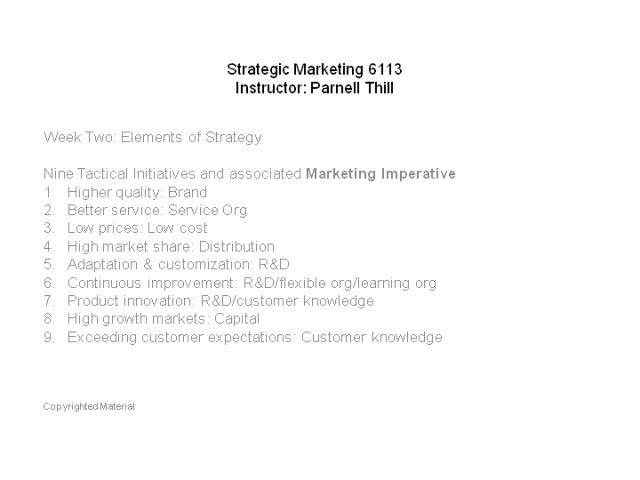 Strategic Marketing 6113
Instructor: Parnell Thill
Week Two: Elements of Strategy
Nine Tactical Initiatives and associated Marketing Imperative
1. Higher quality: Brand
2. Better service: Service Org
3. Low prices: Low cost
4. High market share: Distribution
5. Adaptation & customization: R&D
6. Continuous improvement: R&D/flexible org/learning org
7. Product innovation: R&D/customer knowledge
8. High growth markets: Capital
9. Exceeding customer expectations: Customer knowledge
Copyrighted Material